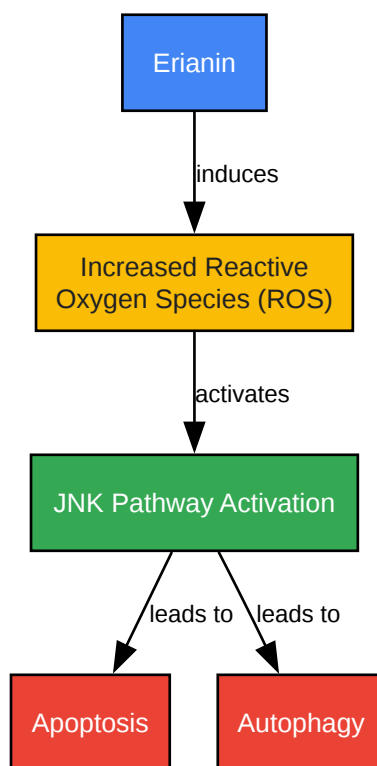 Erianin
induces
Increased Reactive
Oxygen Species (ROS)
activates
JNK Pathway Activation
leads to
leads to
Apoptosis
Autophagy